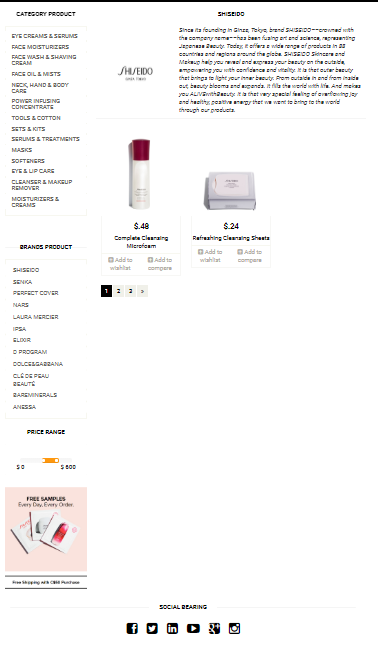 CATEGORY PRODUCT
EYE CREAMS & SERUMS
FACE MOISTURIZERS
FACE WASH & SHAVING
CREAM
FACE OIL & MISTS
NECK, HAND & BODY
CARE
POWER INFUSING
CONCENTRATE
TOOLS & COTTON
SETS & KITS
SERUMS & TREATMENTS
MASKS
SOFTENERS
EYE & LIP CARE
CLEANSER & MAKEUP
REMOVER
MOISTURIZERS &
CREAMS
BRANDS PRODUCT
SHISEIDO
SENKA
PERFECT COVER
NARS
LAURA MERCIER
IPSA
ELIXIR
D PROGRAM
DOLCE&GABBANA
CLÉ DE PEAU
BEAUTÉ
BAREMINERALS
ANESSA
PRICE RANGE
$ 0 $ 600
FREE SAMPLES
Every Day, Every Order.
Free Shipping with C$50 Purchase
SHISEIDO
SHISEIDO
GINZA TOKYO
Since its founding in Ginza, Tokyo, brand SHISEIDO--crowned with
the company name--has been fusing art and science, representing
Japanese Beauty. Today, it offers a wide range of products in 88
countries and regions around the globe. SHISEIDO Skincare and
Makeup help you reveal and express your beauty on the outside,
empowering you with confidence and vitality. It is that outer beauty
that brings to light your inner beauty. From outside in and from inside
out, beauty blooms and expands. It fills the world with life. And makes
you ALIVEwithBeauty. It is that very special feeling of overflowing joy
and healthy, positive energy that we want to bring to the world
through our products.
$.48
Complete Cleansing
Microfoam
Add to
wishlist
Add to
compare
$.24
Refreshing Cleansing Sheets
Add to
wishlist
Add to
compare
1 2 3 >
SOCIAL BEARING